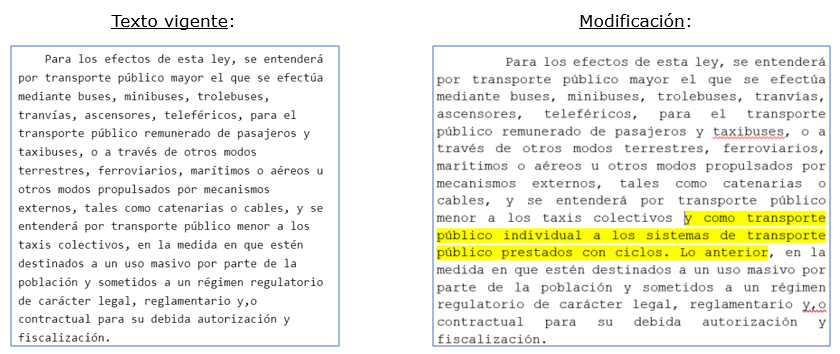 Texto vigente:
Para los efectos de esta ley, se entenderá
por transporte público mayor el que se efectúa
mediante buses, minibuses, trolebuses,
tranvías, ascensores, teleféricos, para el
transporte público remunerado de pasajeros y
taxibuses, o a través de otros modos
terrestres, ferroviarios, marítimos o aéreos u
otros modos propulsados por mecanismos
externos, tales como catenarias o cables, y se
entenderá por transporte público menor a los
taxis colectivos, en la medida en que estén
destinados a un uso masivo por parte de la
población y sometidos a un régimen regulatorio
de carácter legal, reglamentario y,o
contractual para su debida autorización y
fiscalización.
Modificación:
Para los efectos de esta ley, se entenderá
por transporte público mayor el que se efectúa
mediante buses, minibuses, trolebuses, tranvías,
ascensores, teleféricos, para el transporte
público remunerado de pasajeros y taxibuses, o a
través de otros modos terrestres, ferroviarios,
marítimos o aéreos u otros modos propulsados por
mecanismos externos, tales como catenarias o
cables, y se entenderá por transporte público
menor a los taxis colectivos y como transporte
público individual a los sistemas de transporte
público prestados con ciclos. Lo anterior, en la
medida en que estén destinados a un uso masivo por
parte de la población y sometidos a un régimen
regulatorio de carácter legal, reglamentario y,o
contractual para su debida autorización y
fiscalización.